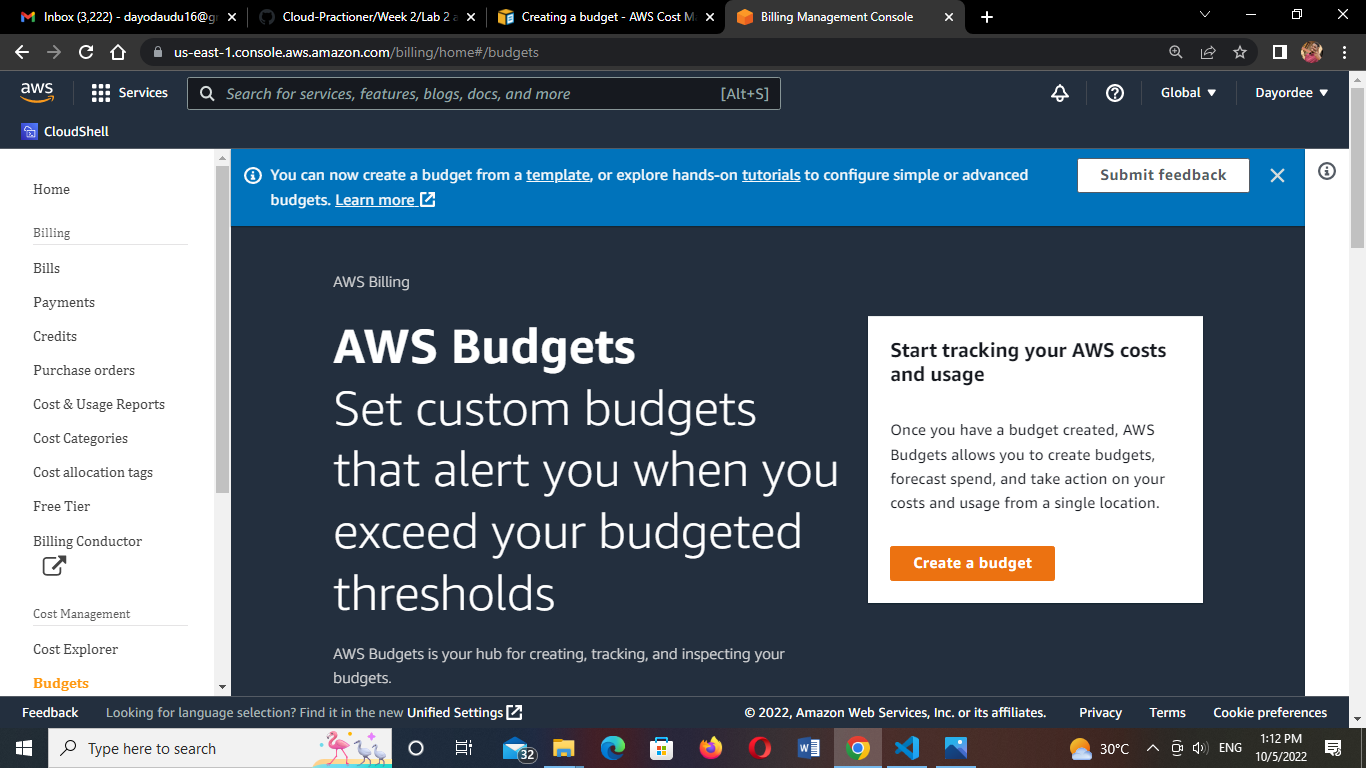 Inbox (3,222) - dayodaudu16@g
Cloud-Practioner/Week 2/Lab 2 a
Creating a budget - AWS Cost M
Billing Management Console
us-east-1.console.aws.amazon.com/billing/home#/budgets
aws
Services
Search for services, features, blogs, docs, and more
[Alt+S]
Global
Dayordee
CloudShell
Home
Billing
Bills
Payments
Credits
Purchase orders
Cost & Usage Reports
Cost Categories
Cost allocation tags
Free Tier
Billing Conductor
Cost Management
Cost Explorer
Budgets
You can now create a budget from a template, or explore hands-on tutorials to configure simple or advanced
budgets. Learn more
Submit feedback
AWS Billing
AWS Budgets
Set custom budgets
that alert you when you
exceed your budgeted
thresholds
AWS Budgets is your hub for creating, tracking, and inspecting your
budgets.
Start tracking your AWS costs
and usage
Once you have a budget created, AWS
Budgets allows you to create budgets,
forecast spend, and take action on your
costs and usage from a single location.
Create a budget
Feedback
Looking for language selection? Find it in the new Unified Settings
© 2022, Amazon Web Services, Inc. or its affiliates.
Privacy
Terms
Cookie preferences
Type here to search
32
30°C
ENG
1:12 PM
10/5/2022